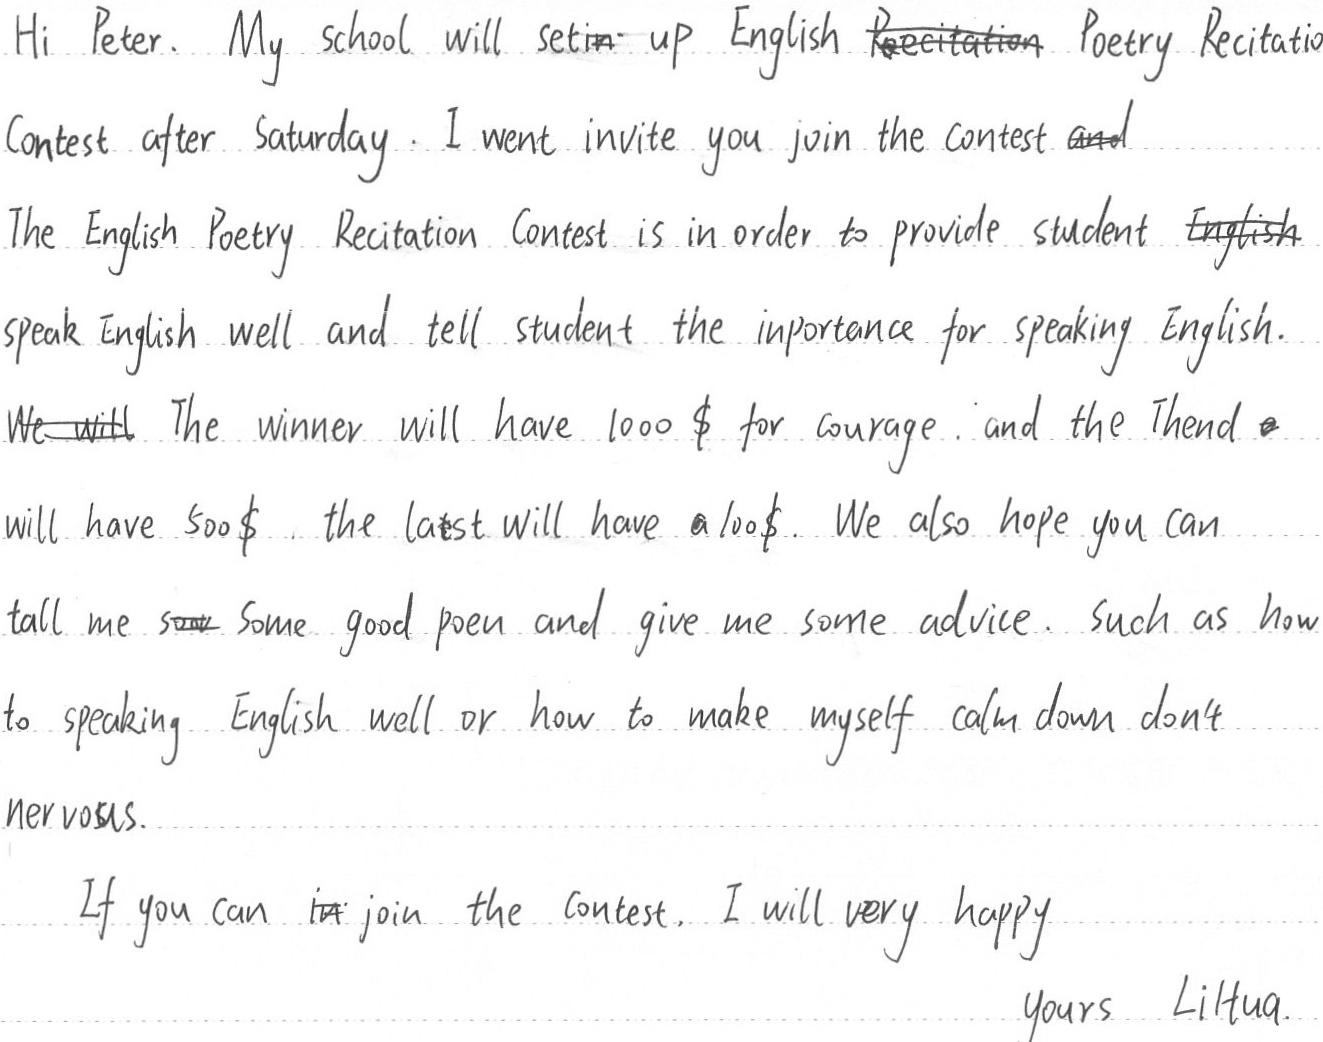 Hi Peter. My school will set up English Poetry Recitatio
Contest after Saturday. I went invite you join the contest
The English Poetry Recitation Contest is in order to provide student
speak English well and tell student the inportance for speaking English.
The winner will have 1000 $ for courage. and the Thend
will have 500$. the latst will have a 100$. We also hope you can
tall me some good poen and give me some advice. Such as how
to speaking English well or how to make myself calm down don't
nervous.
If you can join the contest. I will very happy
yours LiHua.